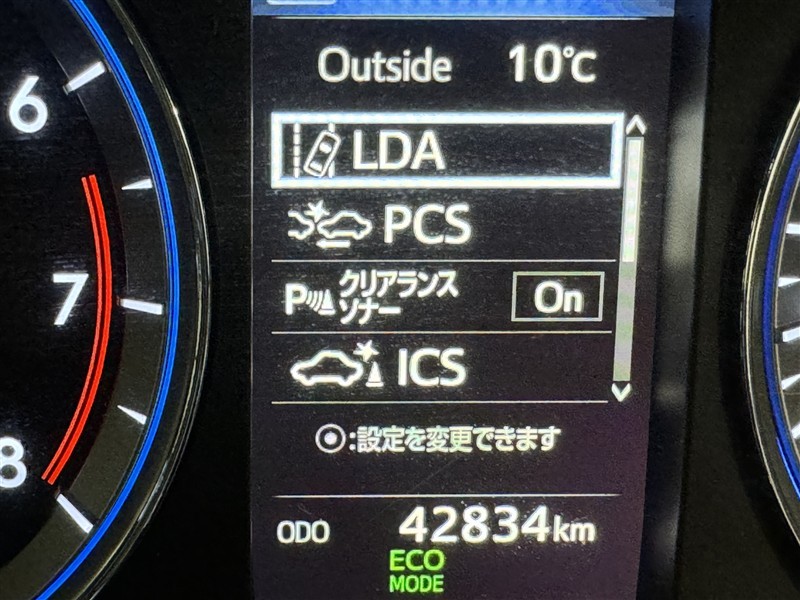 Outside 10℃
6
LDA
PCS
P クリアランス
ソナー On
7
ICS
:設定を変更できます
8
ODO 42834km
ECO
MODE